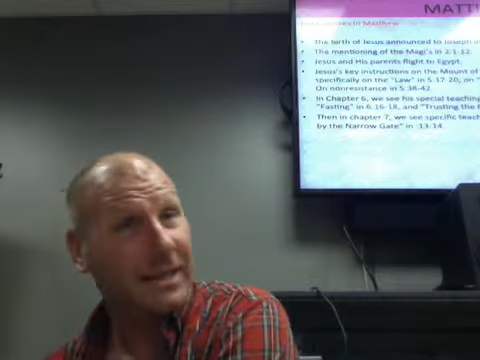 MATT
in Matthew
• The birth of Jesus announced to Joseph
• The mentioning of the Magi's in 2:1-12.
• Jesus and His parents flight to Egypt.
• Jesus's key instructions on the Mount of
specifically on the "Law" in 5:17-20, on "
On nonresistance in 5:38-42
• In Chapter 6, we see his special teaching
"Fasting" in 6:16-18, and "Trusting the
• Then in chapter 7, we see specific teach
by the Narrow Gate" in :13-14.